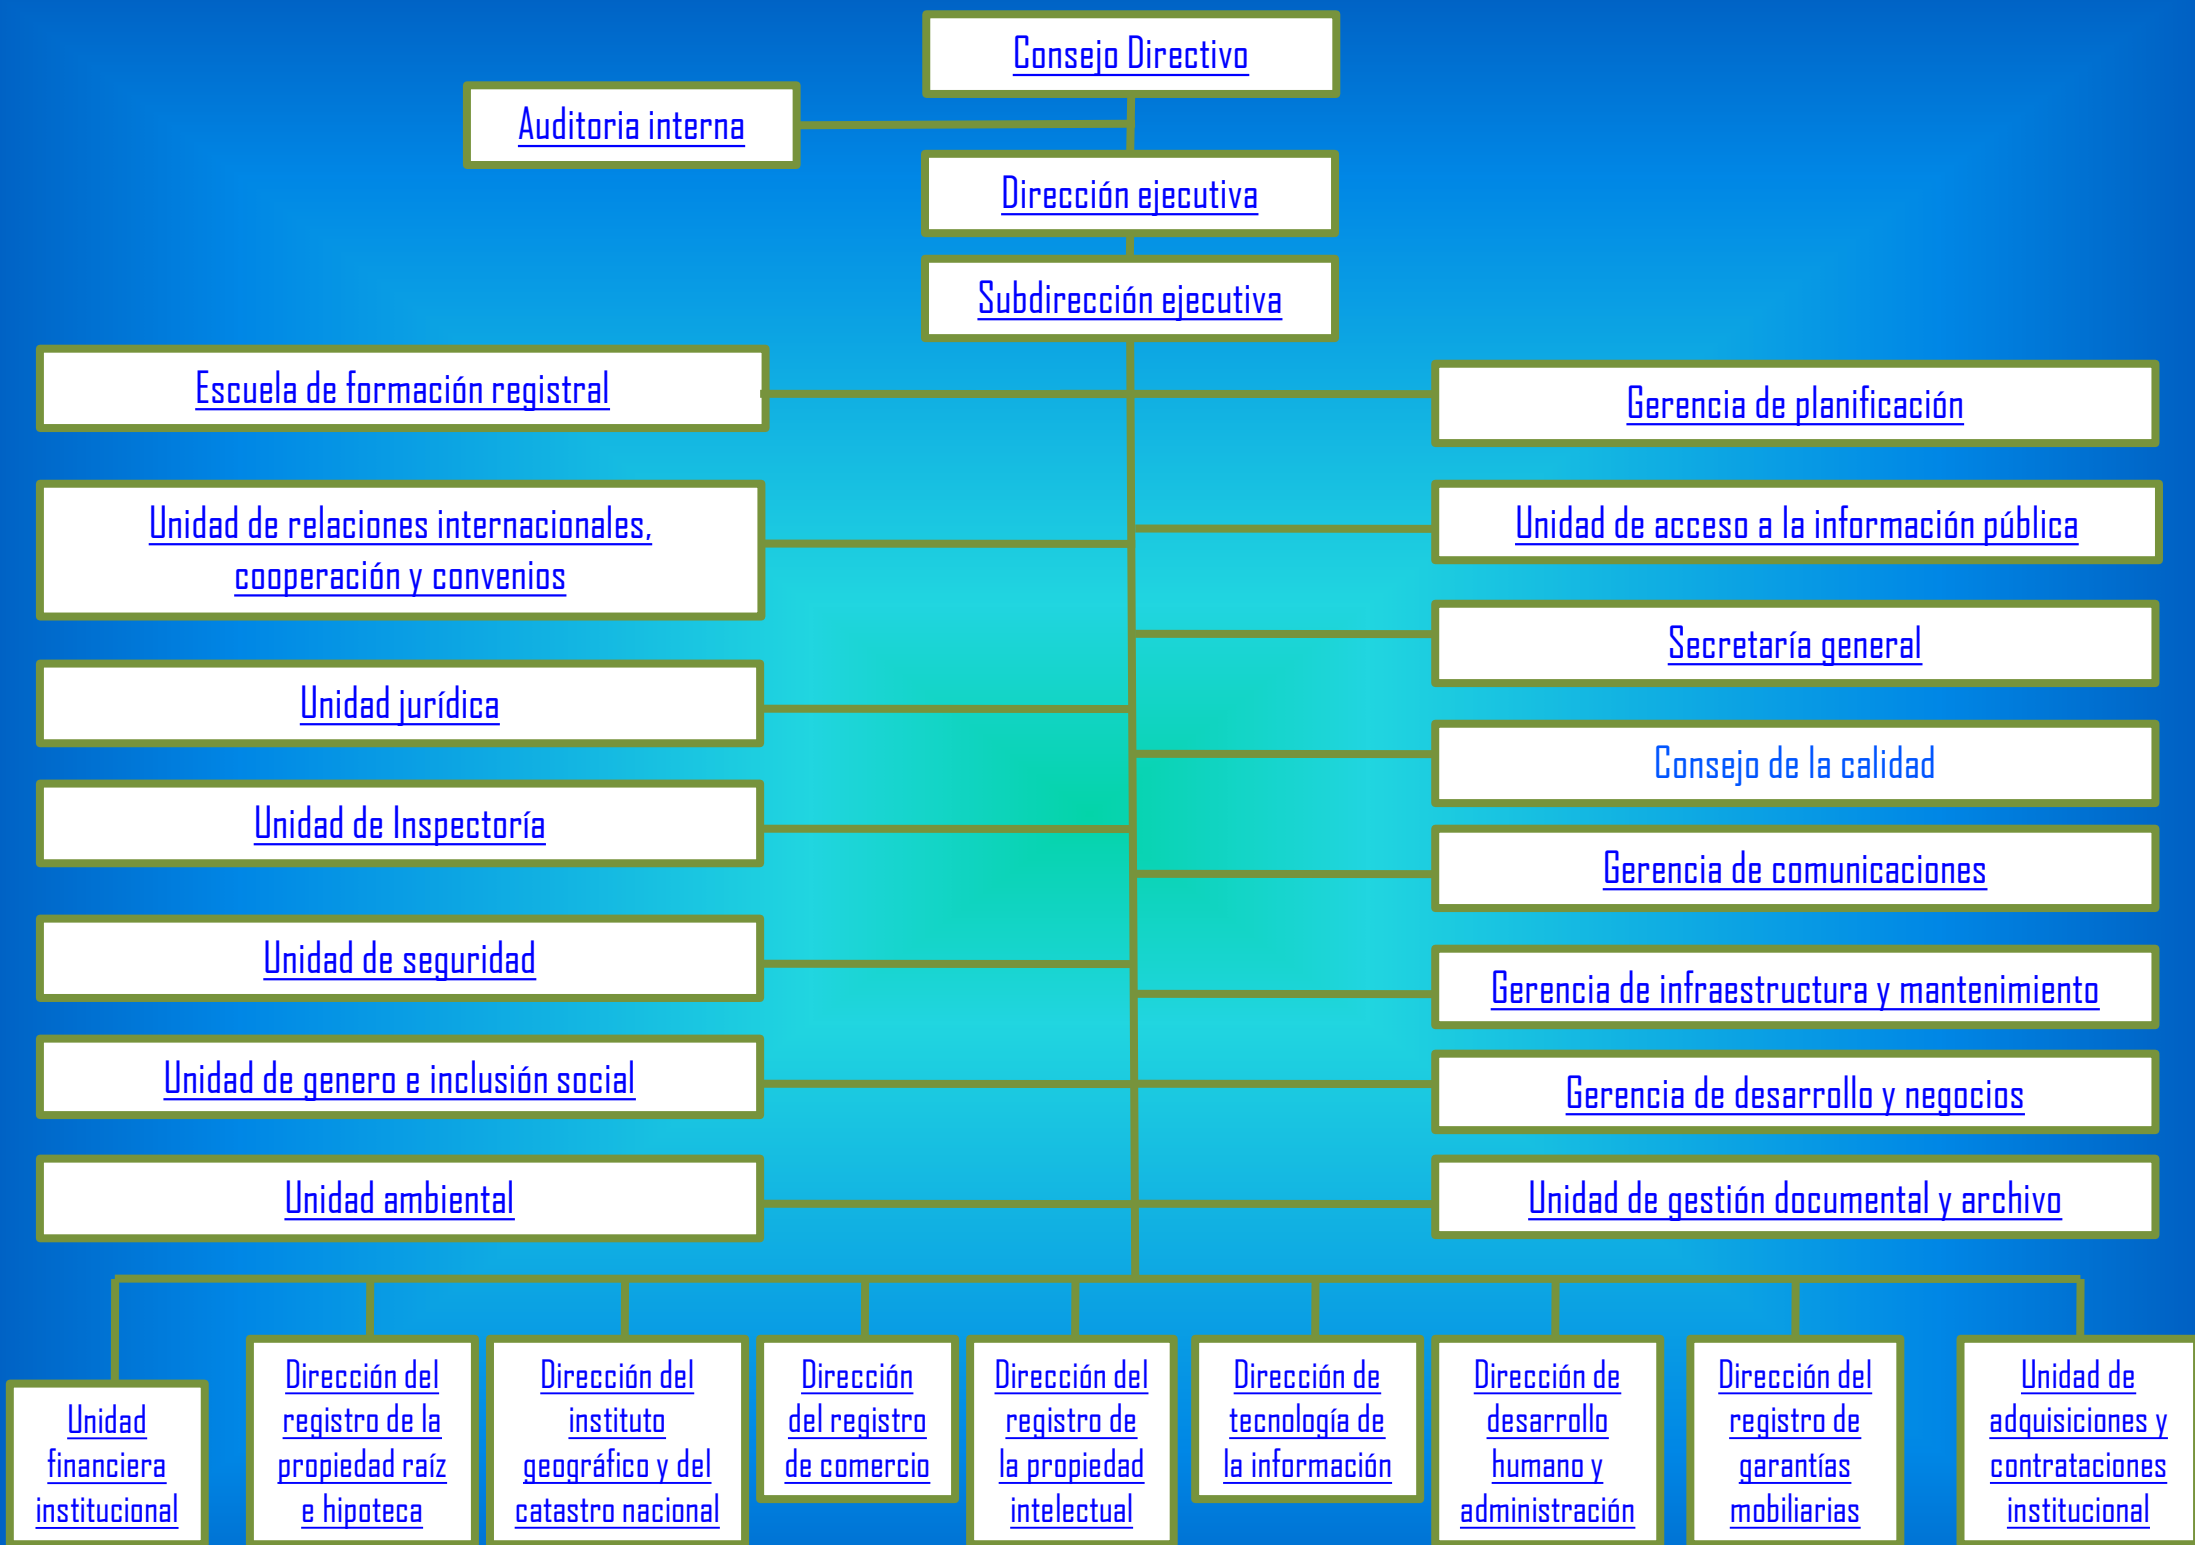 Consejo Directivo
Auditoria interna
Dirección ejecutiva
Subdirección ejecutiva
Escuela de formación registral
Gerencia de planificación
Unidad de relaciones internacionales,
cooperación y convenios
Unidad de acceso a la información pública
Secretaría general
Unidad jurídica
Consejo de la calidad
Unidad de Inspectoría
Gerencia de comunicaciones
Unidad de seguridad
Gerencia de infraestructura y mantenimiento
Unidad de genero e inclusión social
Gerencia de desarrollo y negocios
Unidad ambiental
Unidad de gestión documental y archivo
Unidad
financiera
institucional
Dirección del
registro de la
propiedad raíz
e hipoteca
Dirección del
instituto
geográfico y del
catastro nacional
Dirección
del registro
de comercio
Dirección del
registro de
la propiedad
intelectual
Dirección de
tecnología de
la información
Dirección de
desarrollo
humano y
administración
Dirección del
registro de
garantías
mobiliarias
Unidad de
adquisiciones y
contrataciones
institucional